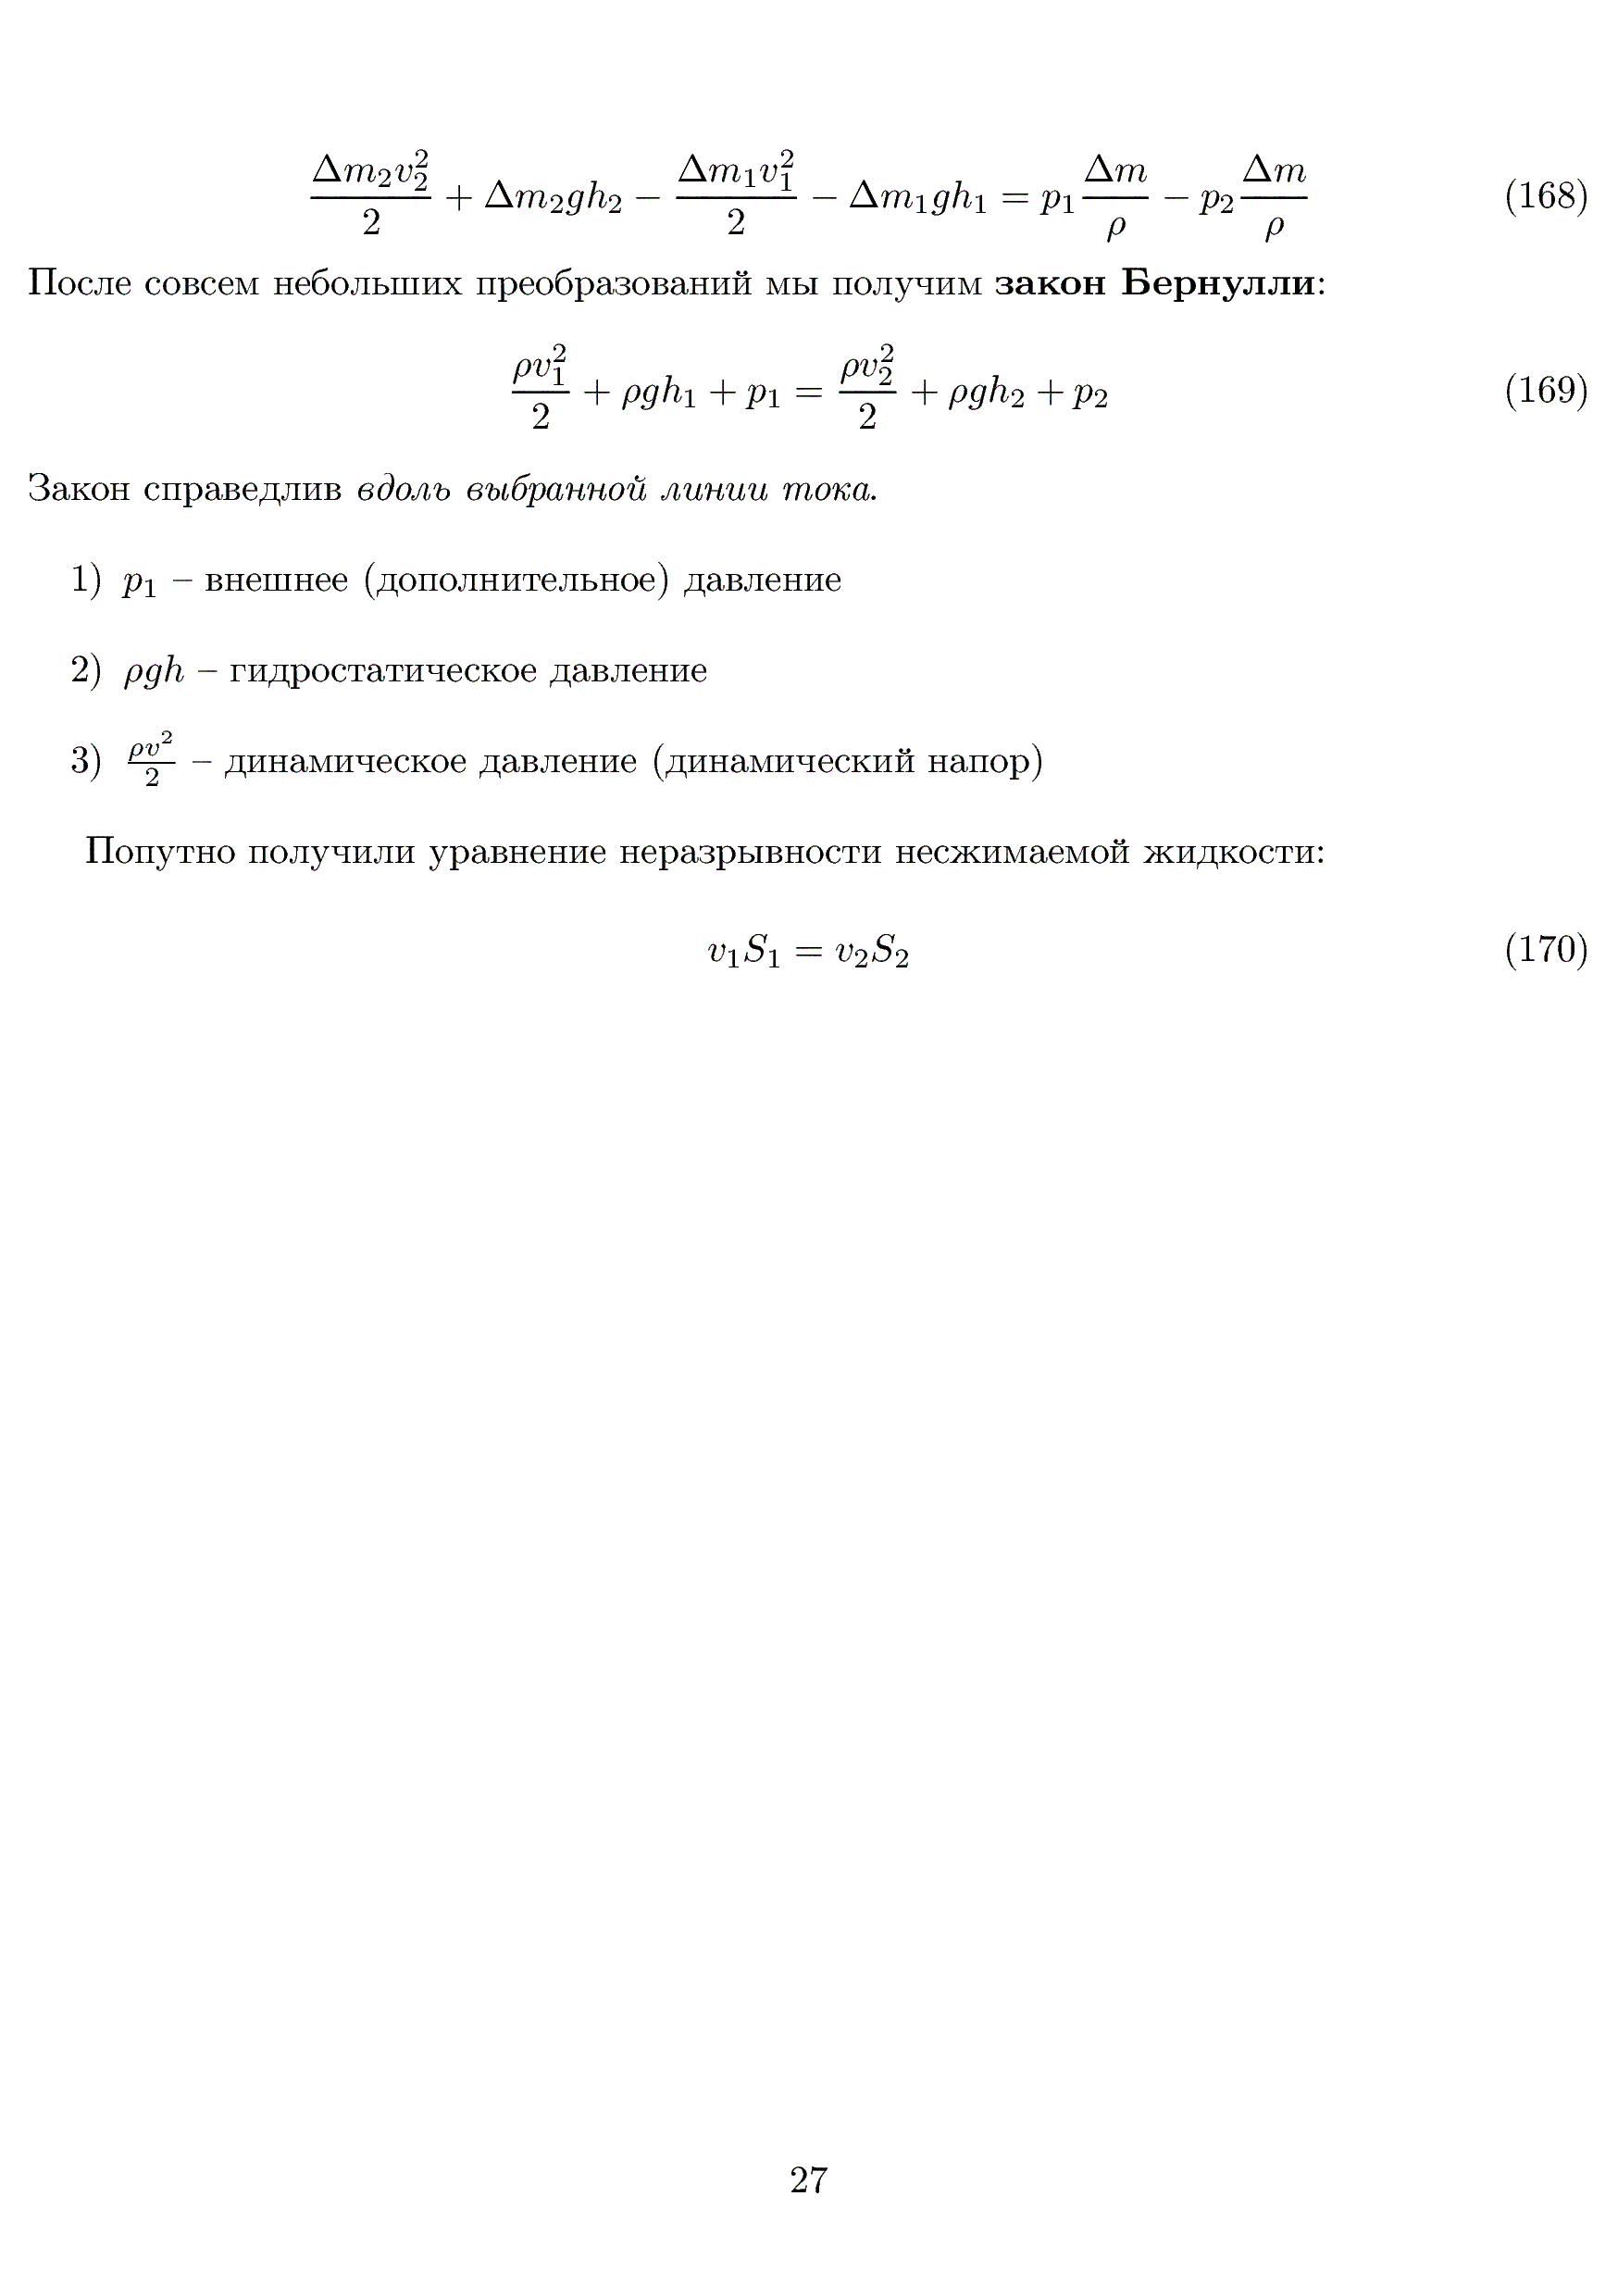 $$\frac{\Delta m_2 v_2^2}{2} + \Delta m_2 g h_2 - \frac{\Delta m_1 v_1^2}{2} - \Delta m_1 g h_1 = p_1 \frac{\Delta m}{\rho} - p_2 \frac{\Delta m}{\rho} \quad (168)$$
После совсем небольших преобразований мы получим закон Бернулли:
$$\frac{\rho v_1^2}{2} + \rho g h_1 + p_1 = \frac{\rho v_2^2}{2} + \rho g h_2 + p_2 \quad (169)$$
Закон справедлив вдоль выбранной линии тока.
1) $p_1$ – внешнее (дополнительное) давление
2) $\rho g h$ – гидростатическое давление
3) $\frac{\rho v^2}{2}$ – динамическое давление (динамический напор)
Попутно получили уравнение неразрывности несжимаемой жидкости:
$$v_1 S_1 = v_2 S_2 \quad (170)$$
27